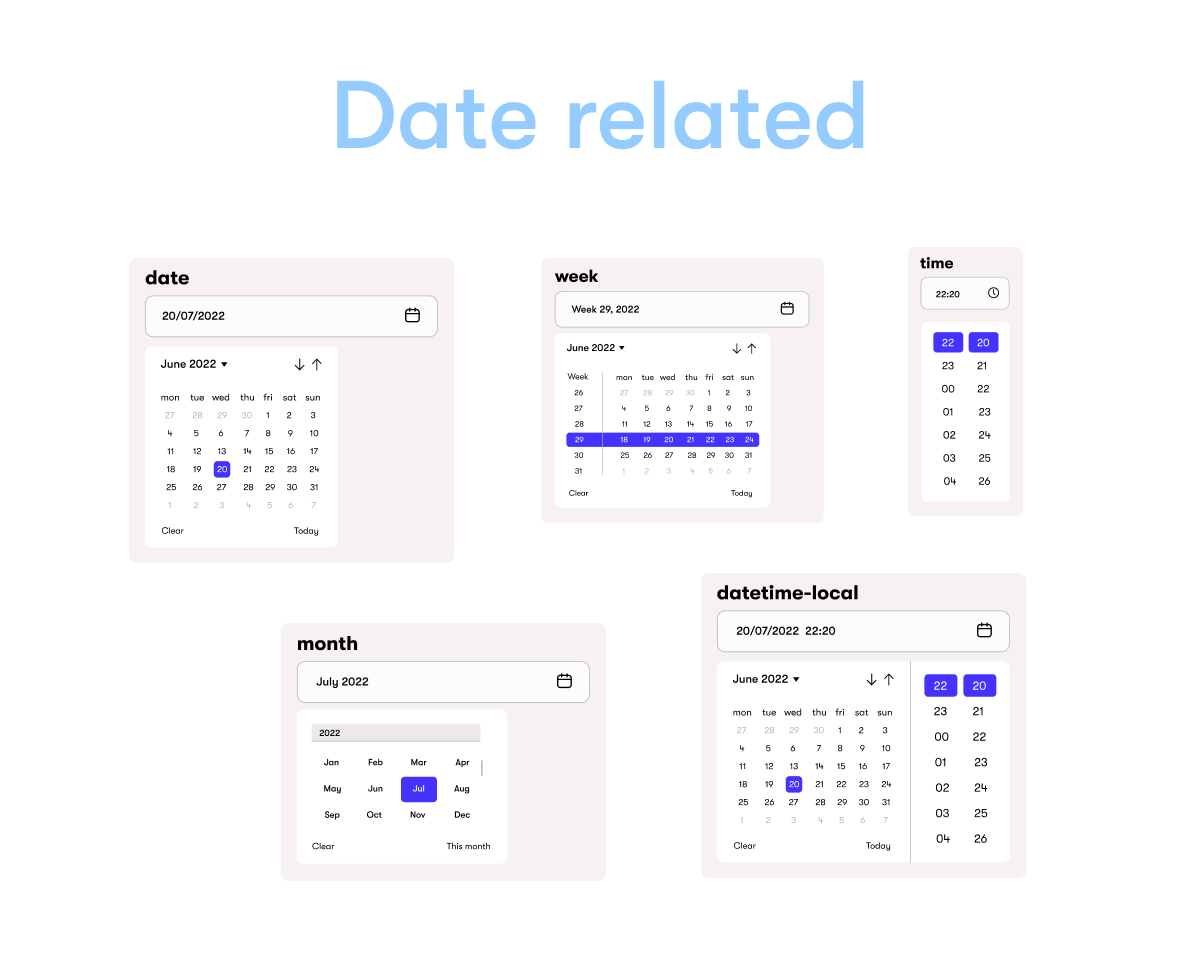 Date related
date
20/07/2022
June 2022
mon tue wed thu fri sat sun
27 28 29 30 1 2 3
4 5 6 7 8 9 10
11 12 13 14 15 16 17
18 19 20 21 22 23 24
25 26 27 28 29 30 31
1 2 3 4 5 6 7
Clear Today
week
Week 29, 2022
June 2022
Week mon tue wed thu fri sat sun
26 27 28 29 30 1 2 3
27 4 5 6 7 8 9 10
28 11 12 13 14 15 16 17
29 18 19 20 21 22 23 24
30 25 26 27 28 29 30 31
31 1 2 3 4 5 6 7
Clear Today
time
22:20
22 20
23 21
00 22
01 23
02 24
03 25
04 26
month
July 2022
2022
Jan Feb Mar Apr
May Jun Jul Aug
Sep Oct Nov Dec
Clear This month
datetime-local
20/07/2022 22:20
June 2022
mon tue wed thu fri sat sun
27 28 29 30 1 2 3
4 5 6 7 8 9 10
11 12 13 14 15 16 17
18 19 20 21 22 23 24
25 26 27 28 29 30 31
1 2 3 4 5 6 7
Clear Today
22 20
23 21
00 22
01 23
02 24
03 25
04 26